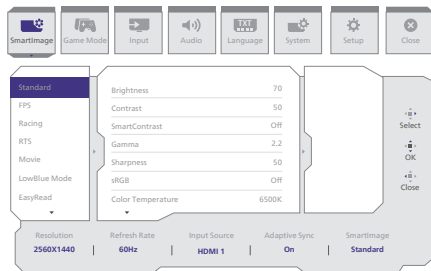 SmartImage
Game Mode
Input
Audio
TXT
Language
System
Setup
Close
Standard
FPS
Racing
RTS
Movie
LowBlue Mode
EasyRead
Brightness 70
Contrast 50
SmartContrast Off
Gamma 2.2
Sharpness 50
sRGB Off
Color Temperature 6500K
Select
OK
Close
Resolution
2560X1440
Refresh Rate
60Hz
Input Source
HDMI 1
Adaptive Sync
On
SmartImage
Standard